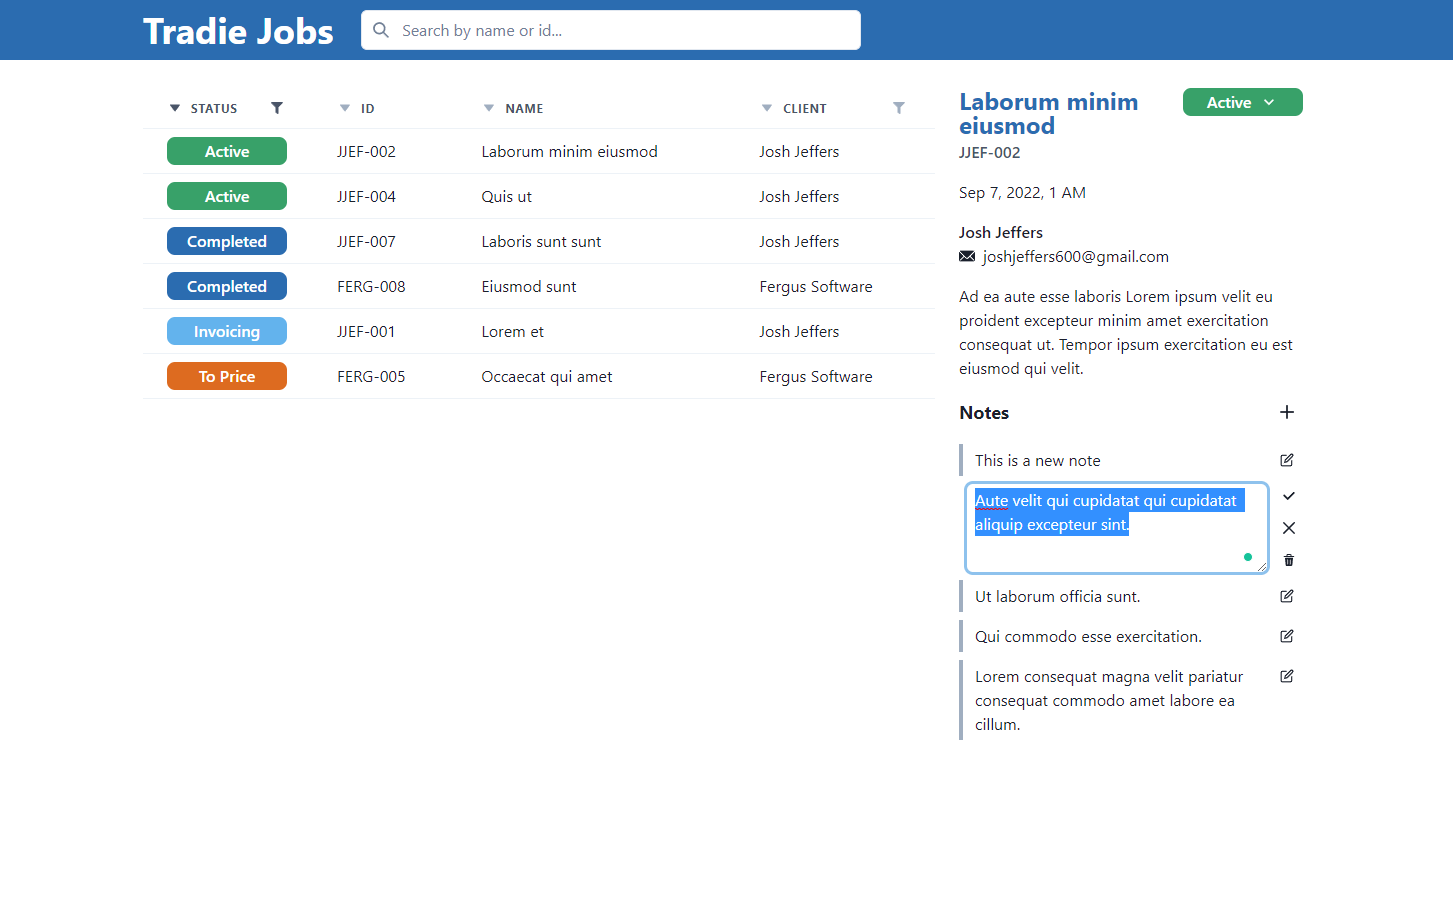 Tradie Jobs
Search by name or id...
STATUS ID NAME CLIENT
Active JJEF-002 Laborum minim eiusmod Josh Jeffers
Active JJEF-004 Quis ut Josh Jeffers
Completed JJEF-007 Laboris sunt sunt Josh Jeffers
Completed FERG-008 Eiusmod sunt Fergus Software
Invoicing JJEF-001 Lorem et Josh Jeffers
To Price FERG-005 Occaecat qui amet Fergus Software
Laborum minim
eiusmod
Active
JJEF-002
Sep 7, 2022, 1 AM
Josh Jeffers
joshjeffers600@gmail.com
Ad ea aute esse laboris Lorem ipsum velit eu
proident excepteur minim amet exercitation
consequat ut. Tempor ipsum exercitation eu est
eiusmod qui velit.
Notes
This is a new note
Aute velit qui cupidatat qui cupidatat
aliquip excepteur sint.
Ut laborum officia sunt.
Qui commodo esse exercitation.
Lorem consequat magna velit pariatur
consequat commodo amet labore ea
cillum.